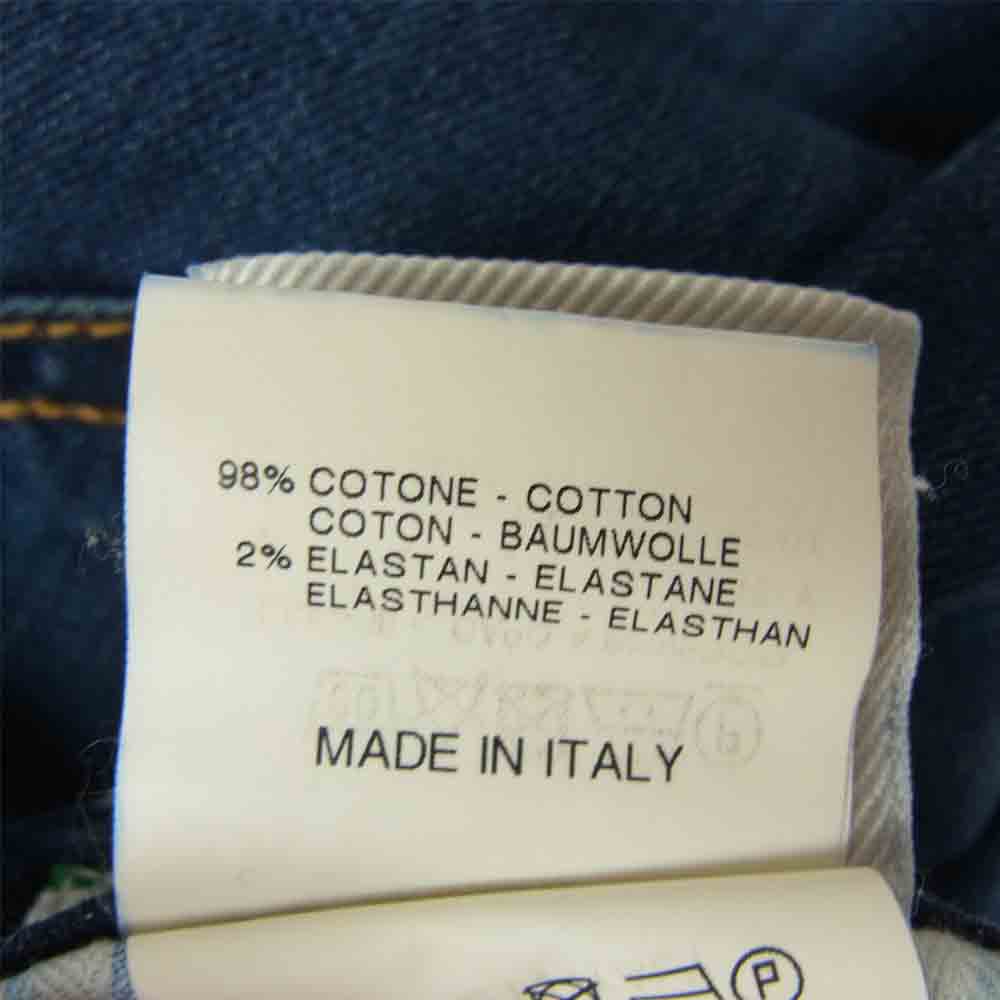 98% COTONE - COTTON
COTON - BAUMWOLLE
2% ELASTAN - ELASTANE
ELASTHANNE - ELASTHAN
MADE IN ITALY
P